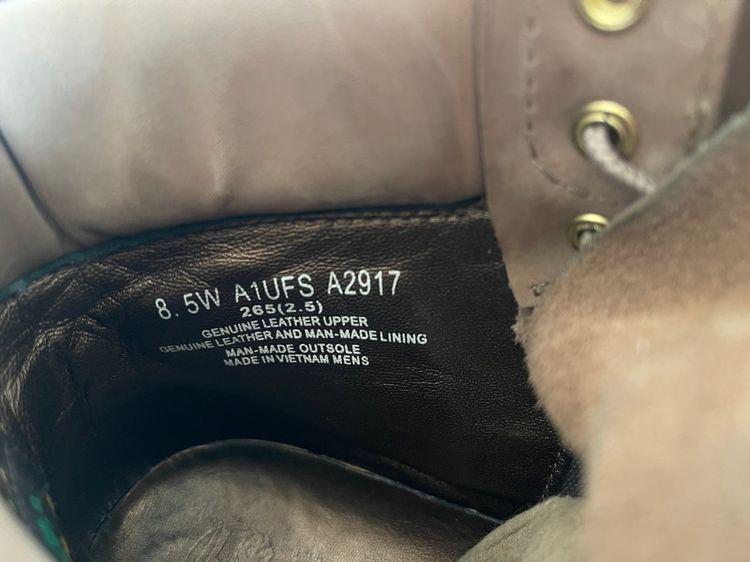 8.5W A1UFS A2917
265(2.5)
GENUINE LEATHER UPPER
GENUINE LEATHER AND MAN-MADE LINING
MAN-MADE OUTSOLE
MADE IN VIETNAM MENS